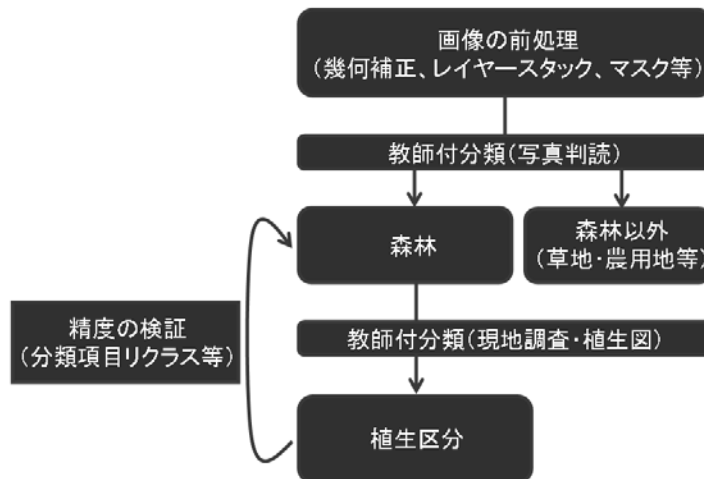 画像の前処理
（幾何補正、レイヤースタック、マスク等）
教師付分類（写真判読）
森林
森林以外
（草地・農用地等）
精度の検証
（分類項目リクラス等）
教師付分類（現地調査・植生図）
植生区分